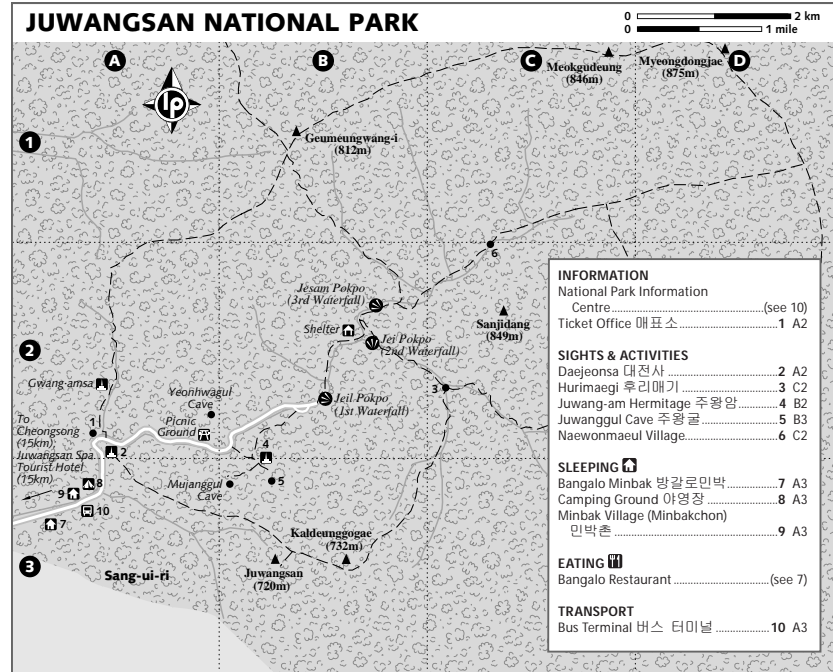 JUWANGSAN NATIONAL PARK
0 2 km
0 1 mile
A
B
C
D
lp
Meokgudeung
(846m)
Myeongdongjae
(875m)
1
Geumeungwang-i
(812m)
6
Jesam Pokpo
(3rd Waterfall)
Shelter
Jei Pokpo
(2nd Waterfall)
Sanjidang
(849m)
2
Gwang-amsa
Yeonhwagul
Cave
Jeil Pokpo
(1st Waterfall)
3
To
Cheongsong
(15km);
Juwangsan Spa
Tourist Hotel
(15km)
1
Picnic
Ground
2
4
8
9
Mujanggul
Cave
5
10
7
Kaldeunggogae
(732m)
3
Sang-ui-ri
Juwangsan
(720m)
INFORMATION
National Park Information
Centre (see 10)
Ticket Office 매표소 1 A2
SIGHTS & ACTIVITIES
Daejeonsa 대전사 2 A2
Hurimaegi 후리매기 3 C2
Juwang-am Hermitage 주왕암 4 B2
Juwanggul Cave 주왕굴 5 B3
Naewonmaeul Village 6 C2
SLEEPING
Bangalo Minbak 방갈로민박 7 A3
Camping Ground 야영장 8 A3
Minbak Village (Minbakchon)
민박촌 9 A3
EATING
Bangalo Restaurant (see 7)
TRANSPORT
Bus Terminal 버스 터미널 10 A3